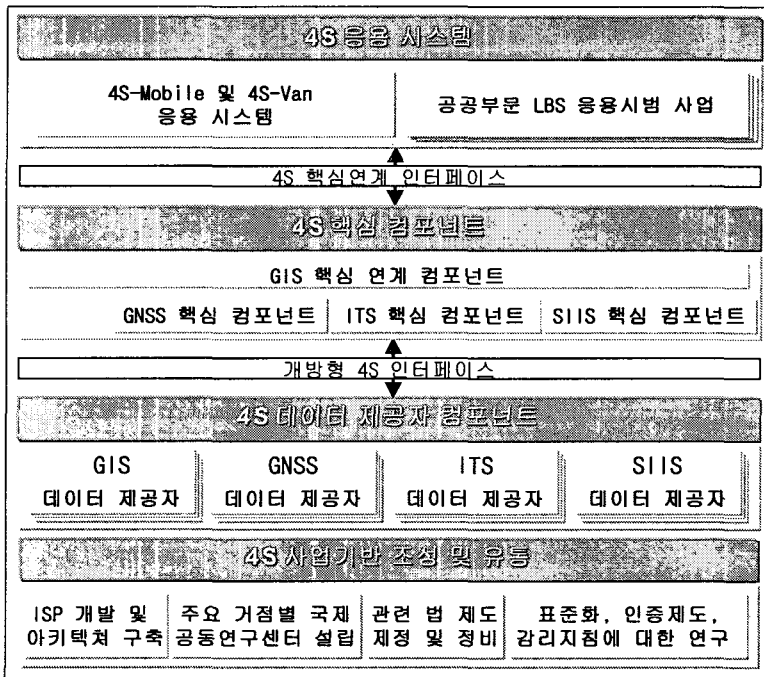 4S 응용 시스템
4S-Mobile 및 4S-Van
응용 시스템
공공부문 LBS 응용시범 사업
4S 핵심연계 인터페이스
4S 핵심 컴포넌트
GIS 핵심 연계 컴포넌트
GNSS 핵심 컴포넌트
ITS 핵심 컴포넌트
SIIS 핵심 컴포넌트
개방형 4S 인터페이스
4S 데이터 제공자 컴포넌트
GIS
데이터 제공자
GNSS
데이터 제공자
ITS
데이터 제공자
SIIS
데이터 제공자
4S 사업기반 조성 및 유통
ISP 개발 및
아키텍쳐 구축
주요 거점별 국제
공동연구센터 설립
관련 법 제도
제정 및 정비
표준화, 인증제도,
감리지침에 대한 연구